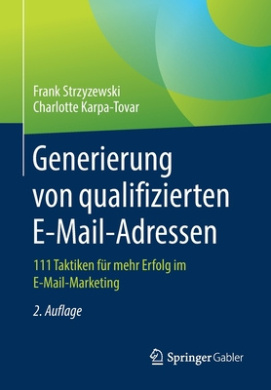 Frank Strzyzewski
Charlotte Karpa-Tovar
Generierung
von qualifizierten
E-Mail-Adressen
111 Taktiken für mehr Erfolg im
E-Mail-Marketing
2. Auflage
Springer Gabler